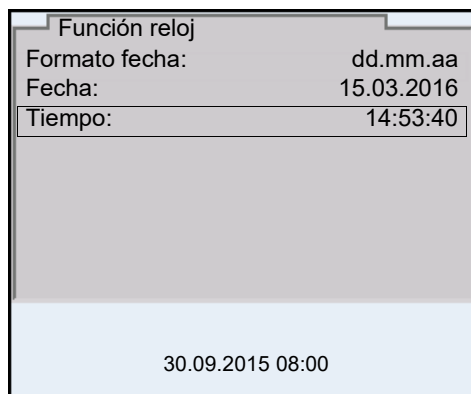 Función reloj
Formato fecha: dd.mm.aa
Fecha: 15.03.2016
Tiempo: 14:53:40
30.09.2015 08:00